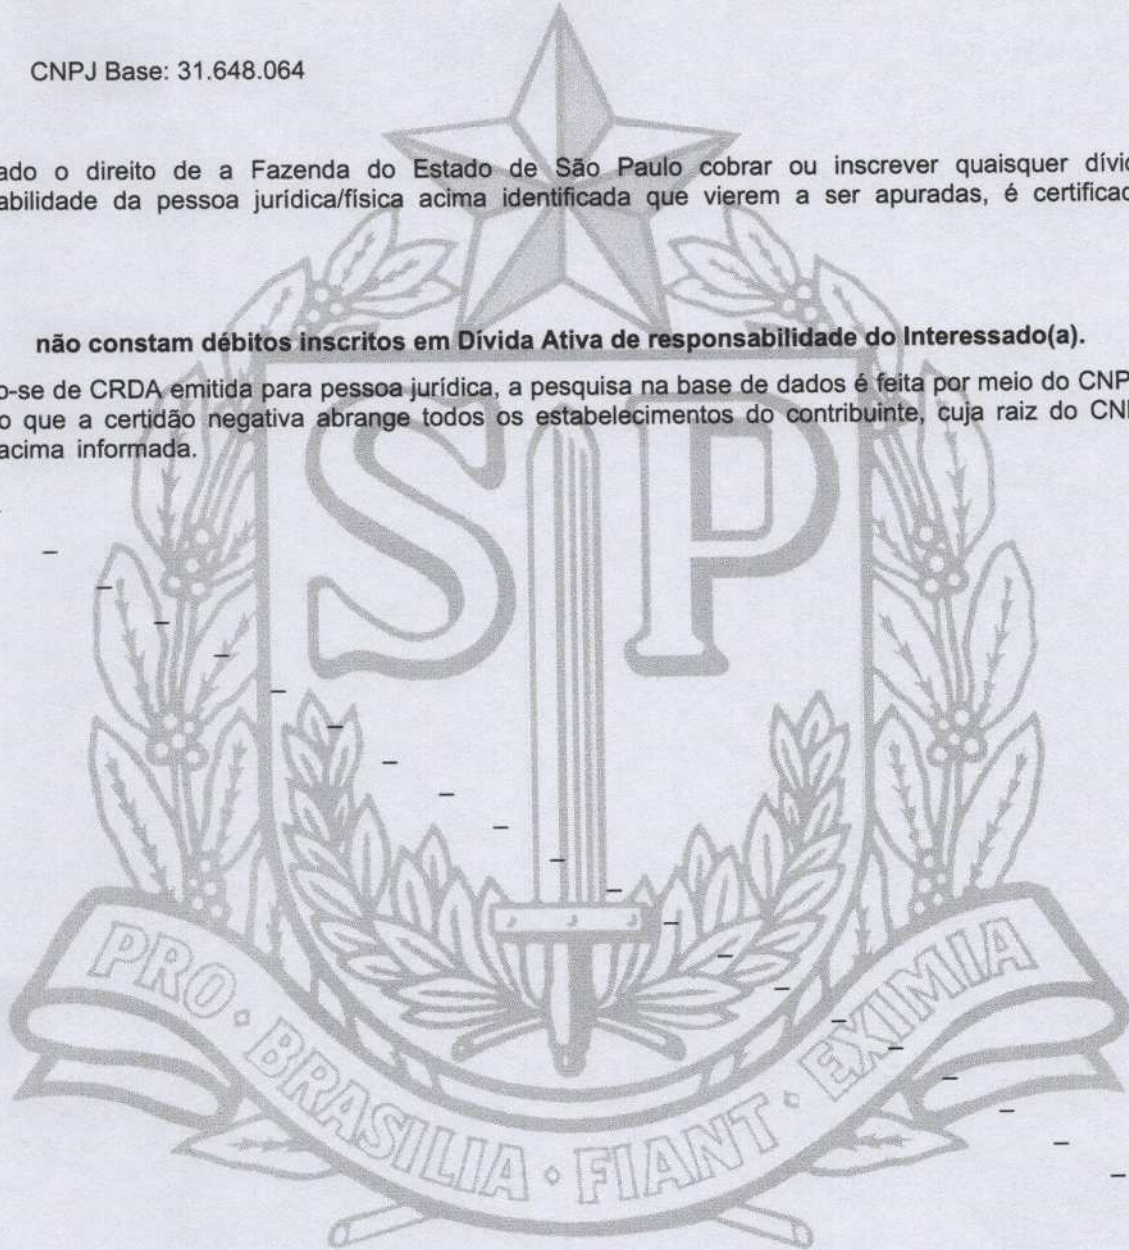 CNPJ Base: 31.648.064
ado o direito de a Fazenda do Estado de São Paulo cobrar ou inscrever quaisquer dívid
abilidade da pessoa jurídica/física acima identificada que vierem a ser apuradas, é certificad
não constam débitos inscritos em Dívida Ativa de responsabilidade do Interessado(a).
o-se de CRDA emitida para pessoa jurídica, a pesquisa na base de dados é feita por meio do CNP
o que a certidão negativa abrange todos os estabelecimentos do contribuinte, cuja raiz do CN
acima informada.
SP
PRO · BRASILIA · FIANT · EXIMIA